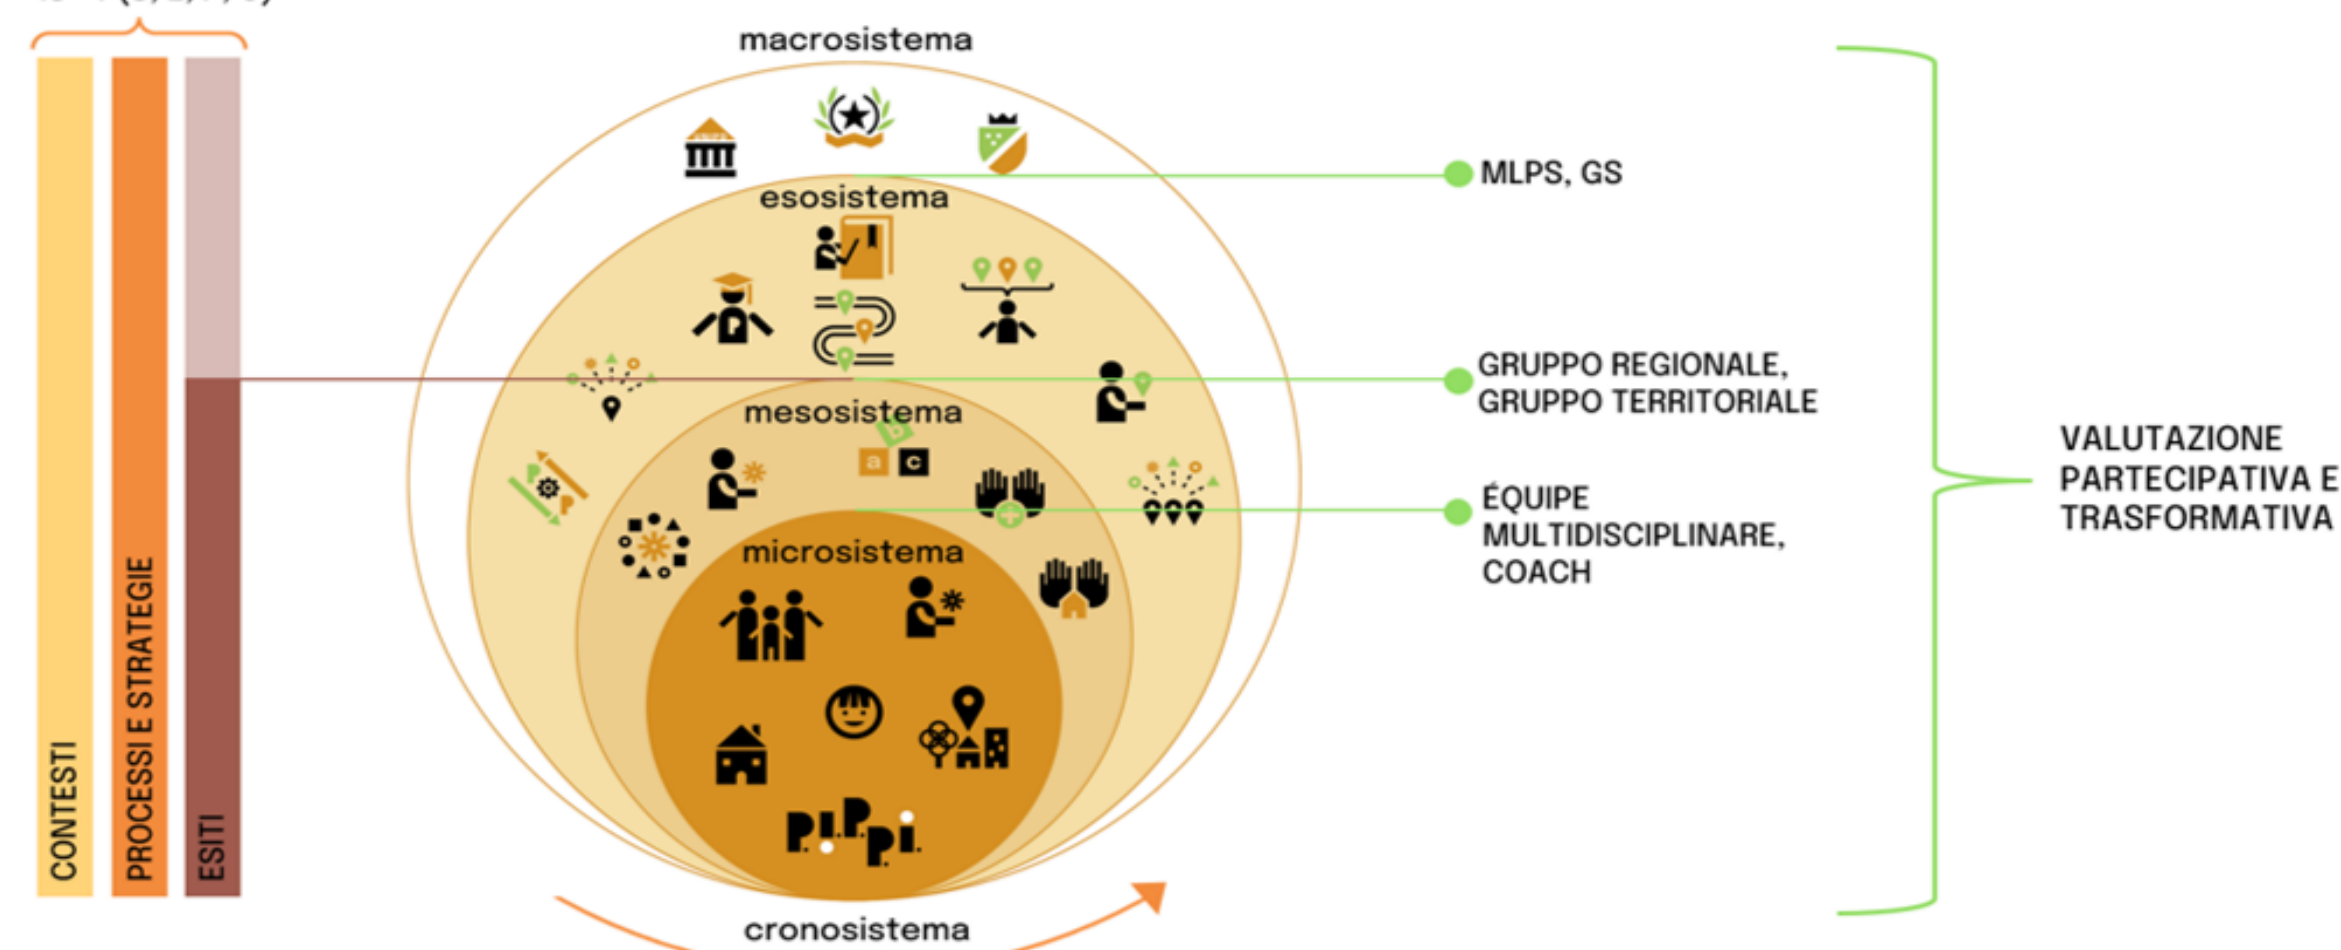 macrosistema
esosistema
mesosistema
microsistema
cronosistema
a
b
c
P.I.P.P.I.
CONTESTI
PROCESSI E STRATEGIE
ESITI
MLPS, GS
GRUPPO REGIONALE,
GRUPPO TERRITORIALE
ÉQUIPE
MULTIDISCIPLINARE,
COACH
VALUTAZIONE
PARTECIPATIVA E
TRASFORMATIVA